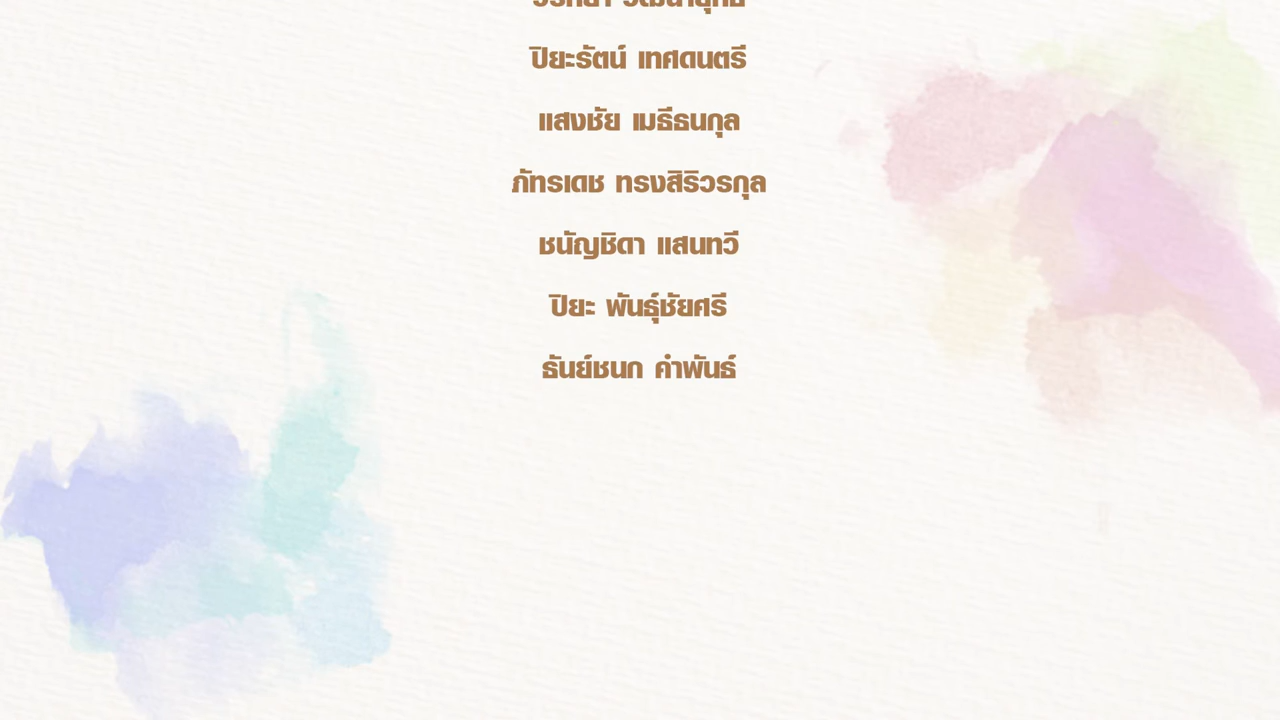 ปิยะรัตน์ เทศดนตรี
แสงชัย เมธีธนกุล
ภัทรเดช ทรงสิริวรกุล
ชนัญชิดา แสนทวี
ปิยะ พันธุ์ชัยศรี
ธันย์ชนก คำพันธ์